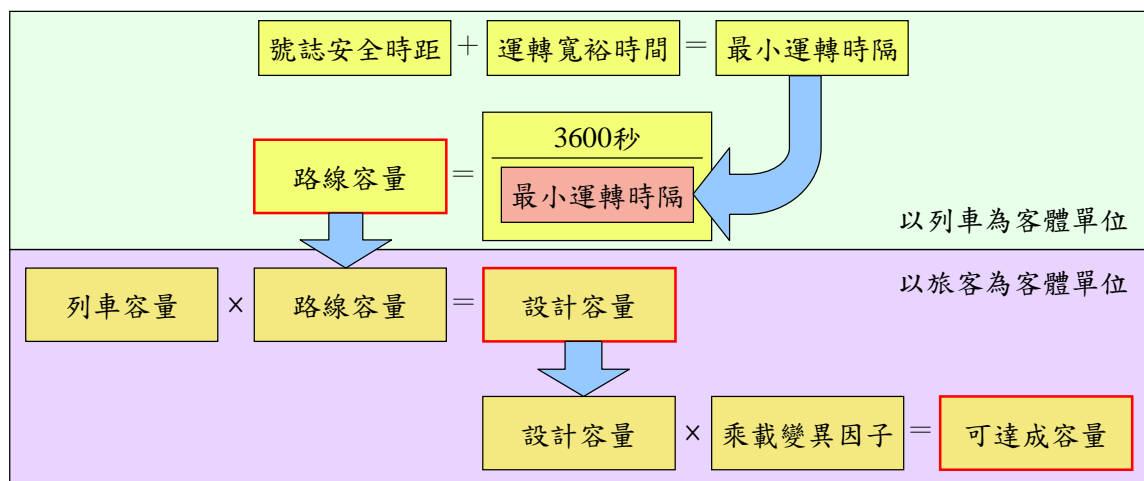 號誌安全時距 + 運轉寬裕時間 = 最小運轉時隔
3600秒
路線容量 =
最小運轉時隔
以列車為客體單位
以旅客為客體單位
列車容量 × 路線容量 = 設計容量
設計容量 × 乘載變異因子 = 可達成容量